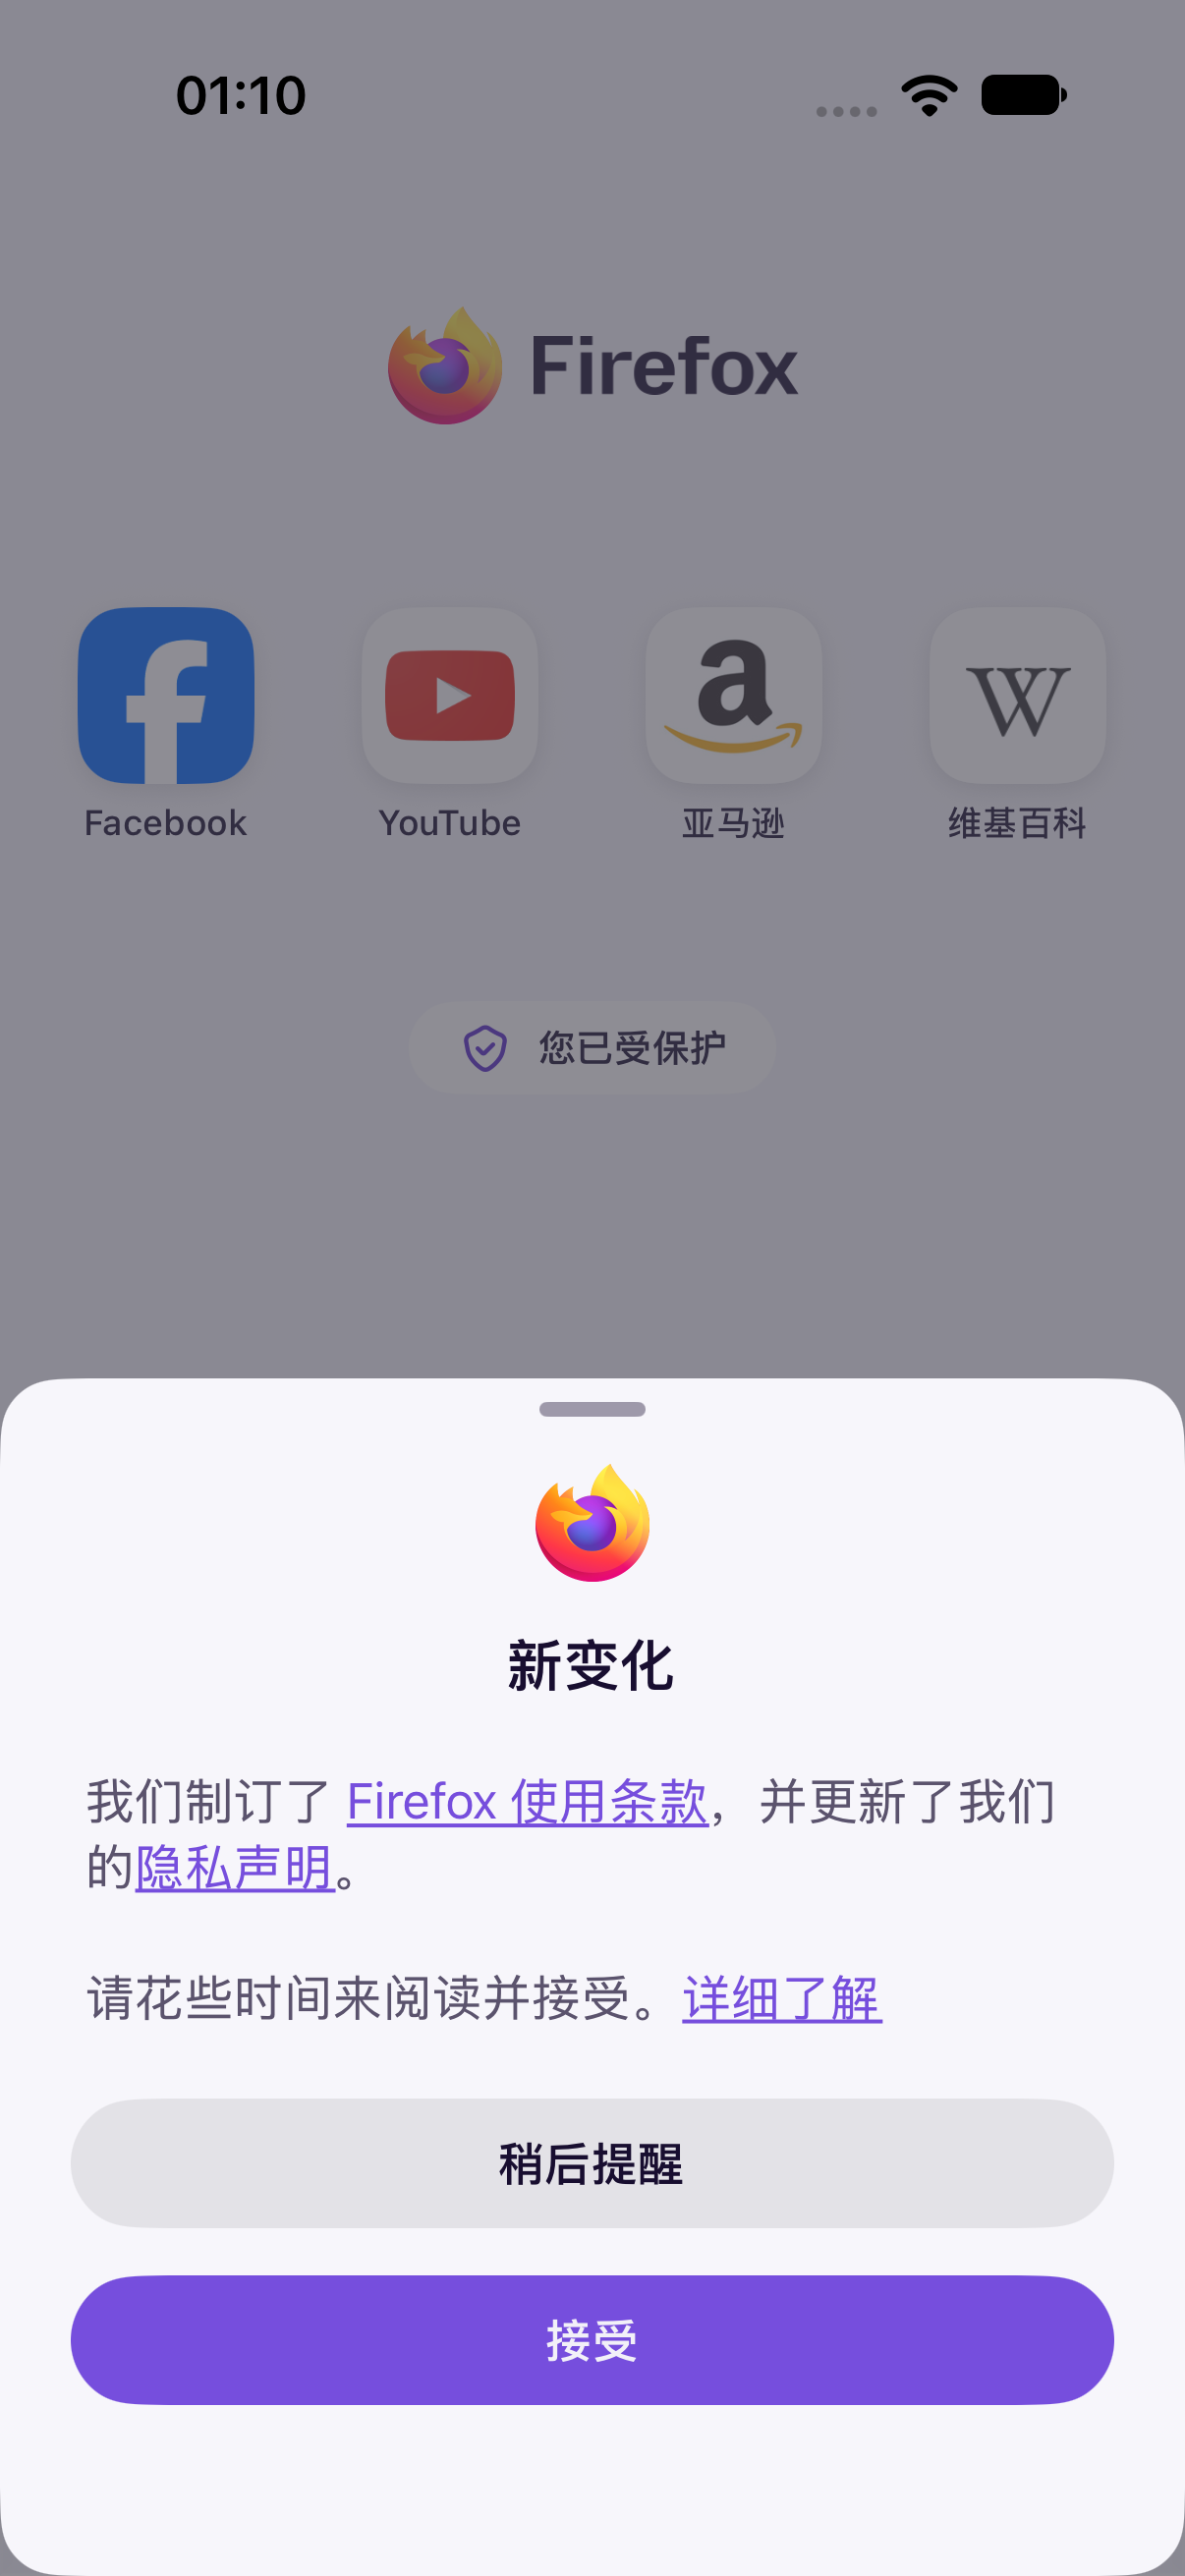 01:10
Firefox
Facebook
YouTube
亚马逊
维基百科
您已受保护
新变化
我们制订了 Firefox 使用条款，并更新了我们
的隐私声明。
请花些时间来阅读并接受。详细了解
稍后提醒
接受